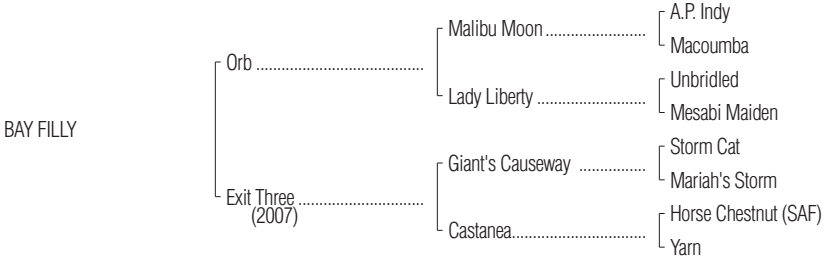 A.P. Indy
Malibu Moon ........................
Macoumba
Orb ........................................
Unbridled
Lady Liberty ..........................
Mesabi Maiden
BAY FILLY
Storm Cat
Giant's Causeway ................
Mariah's Storm
Exit Three ..............................
(2007)
Horse Chestnut (SAF)
Castanea................................
Yarn